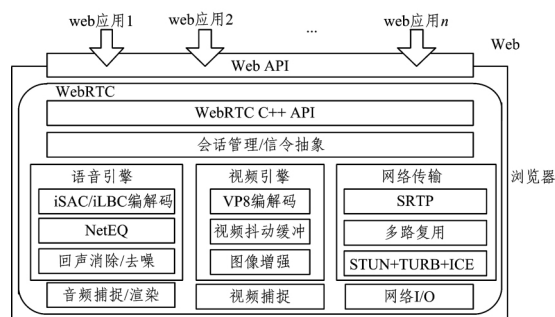 web应用1 web应用2 ... web应用n
Web
Web API
WebRTC
WebRTC C++ API
会话管理/信令抽象
语音引擎 视频引擎 网络传输 浏览器
iSAC/iLBC编解码 VP8编解码 SRTP
NetEQ 视频抖动缓冲 多路复用
回声消除/去噪 图像增强 STUN+TURB+ICE
音频捕捉/渲染 视频捕捉 网络I/O